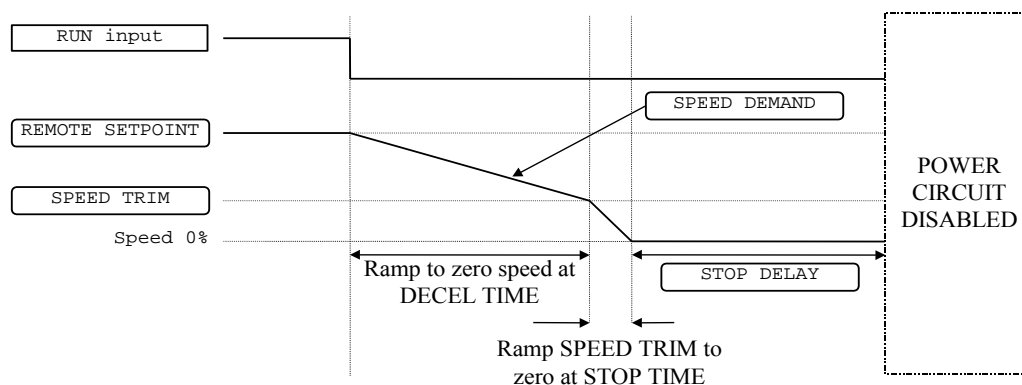 RUN input
SPEED DEMAND
REMOTE SETPOINT
POWER
CIRCUIT
DISABLED
SPEED TRIM
Speed 0%
Ramp to zero speed at
DECEL TIME
STOP DELAY
Ramp SPEED TRIM to
zero at STOP TIME